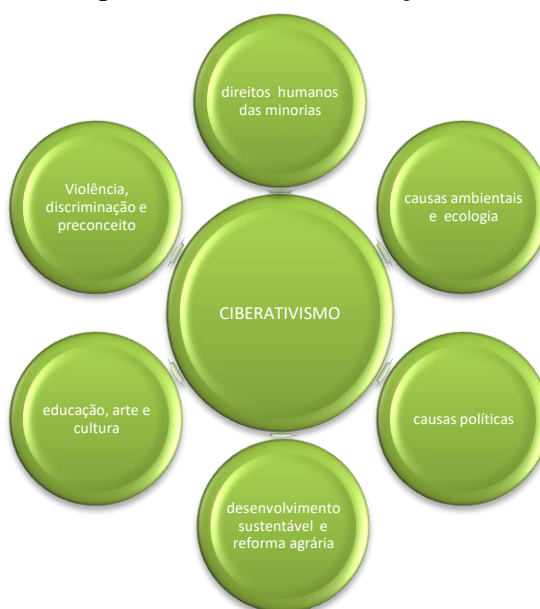 direitos humanos
das minorias
Violência,
discriminação e
preconceito
causas ambientais
e ecologia
CIBERATIVISMO
educação, arte e
cultura
causas políticas
desenvolvimento
sustentável e
reforma agrária